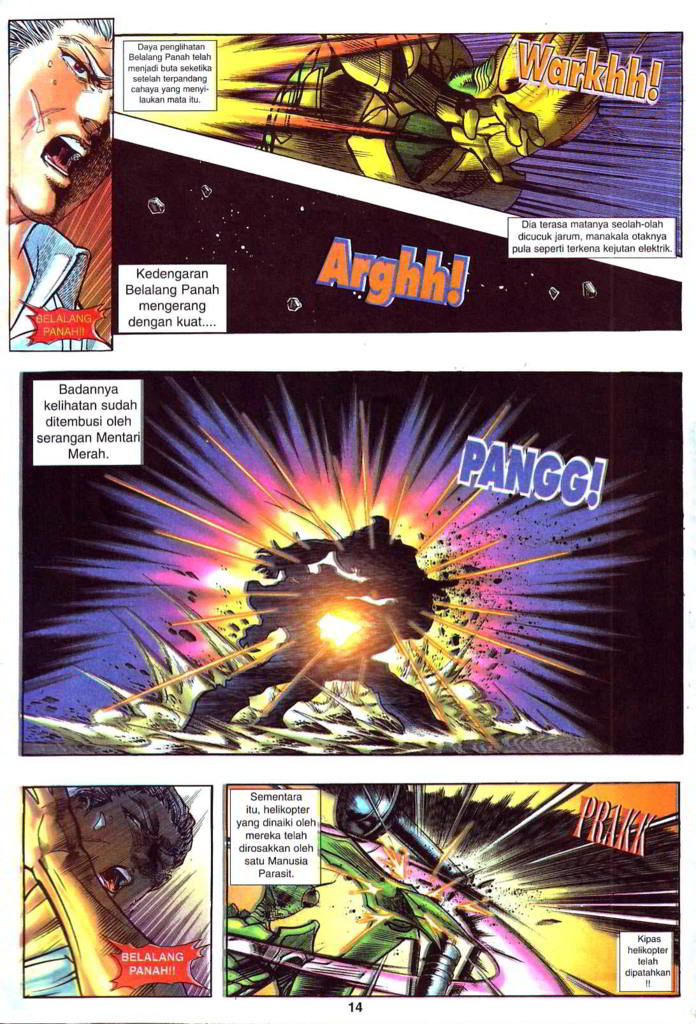 Daya penglihatan
Belalang Panah telah
menjadi buta seketika
setelah terpandang
cahaya yang menyi-
laukan mata itu.
Warkhh!
BELALANG
PANAH!!
Dia terasa matanya seolah-olah
dicucuk jarum, manakala otaknya
pula seperti terkena kejutan elektrik.
Kedengaran
Belalang Panah
mengerang
dengan kuat....
Arghh!
Badannya
kelihatan sudah
ditembusi oleh
serangan Mentari
Merah.
PANGG!
BELALANG
PANAH!!
Sementara
itu, helikopter
yang dinaiki oleh
mereka telah
dirosakkan oleh
satu Manusia
Parasit.
PRAKK
Kipas
helikopter
telah
dipatahkan
!!
14